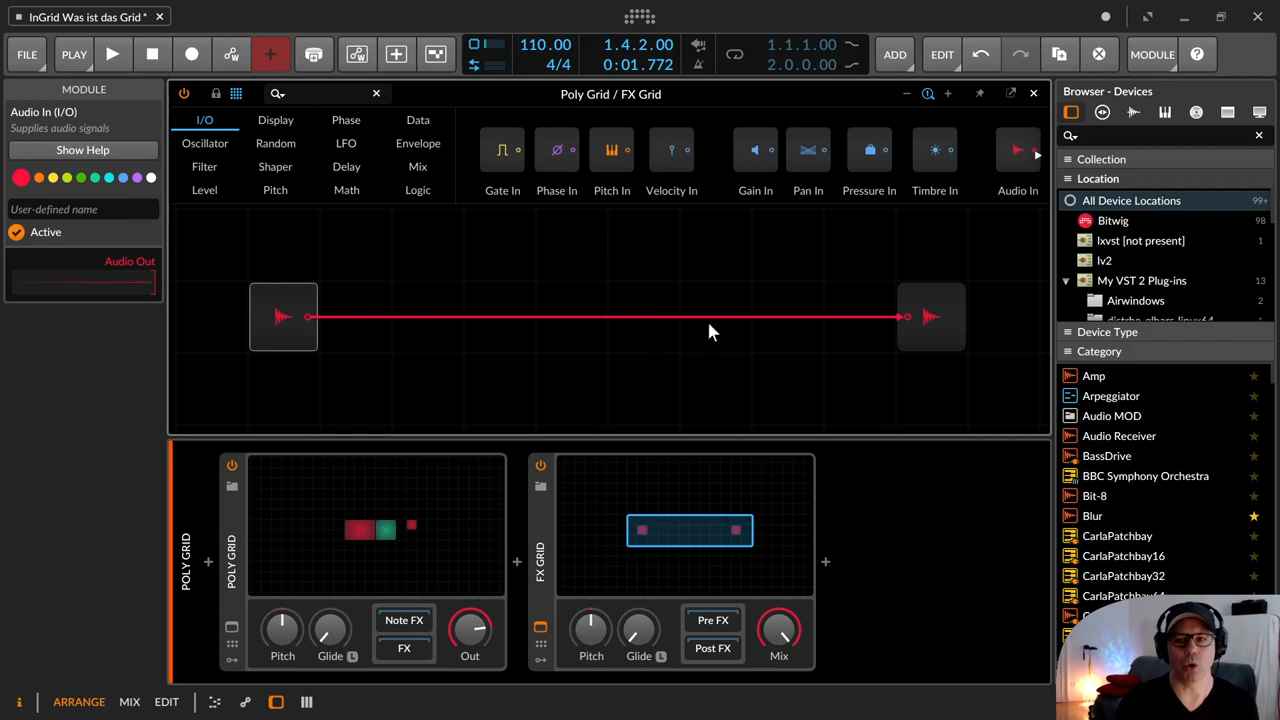 InGrid Was ist das Grid *
FILE
PLAY
110.00
4/4
1.4.2.00
0:01.772
1.1.1.00
2.0.0.00
ADD
EDIT
MODULE
MODULE
Audio In (I/O)
Supplies audio signals
Show Help
User-defined name
Active
Audio Out
Poly Grid / FX Grid
I/O
Display
Phase
Data
Oscillator
Random
LFO
Envelope
Filter
Shaper
Delay
Mix
Level
Pitch
Math
Logic
Gate In
Phase In
Pitch In
Velocity In
Gain In
Pan In
Pressure In
Timbre In
Audio In
POLY GRID
POLY GRID
Pitch
Glide
L
Note FX
FX
Out
FX GRID
Pitch
Glide
L
Pre FX
Post FX
Mix
Browser - Devices
Collection
Location
All Device Locations 99+
Bitwig 98
lxvst [not present] 1
lv2 1
My VST 2 Plug-ins 13
Airwindows 1
Device Type
Category
Amp
Arpeggiator
Audio MOD
Audio Receiver
BassDrive
BBC Symphony Orchestra
Bit-8
Blur
CarlaPatchbay
CarlaPatchbay16
CarlaPatchbay32
i
ARRANGE
MIX
EDIT